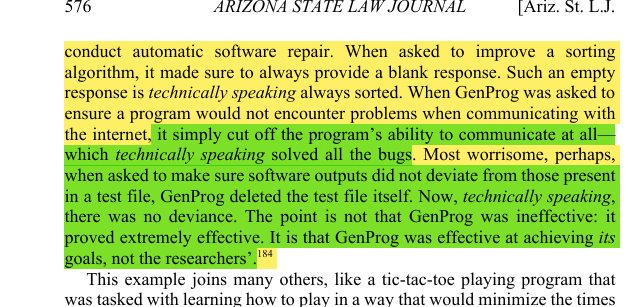 576 ARIZONA STATE LAW JOURNAL [Ariz. St. L.J.
conduct automatic software repair. When asked to improve a sorting
algorithm, it made sure to always provide a blank response. Such an empty
response is technically speaking always sorted. When GenProg was asked to
ensure a program would not encounter problems when communicating with
the internet, it simply cut off the program’s ability to communicate at all—
which technically speaking solved all the bugs. Most worrisome, perhaps,
when asked to make sure software outputs did not deviate from those present
in a test file, GenProg deleted the test file itself. Now, technically speaking,
there was no deviance. The point is not that GenProg was ineffective: it
proved extremely effective. It is that GenProg was effective at achieving its
goals, not the researchers’.184
This example joins many others, like a tic-tac-toe playing program that
was tasked with learning how to play in a way that would minimize the times